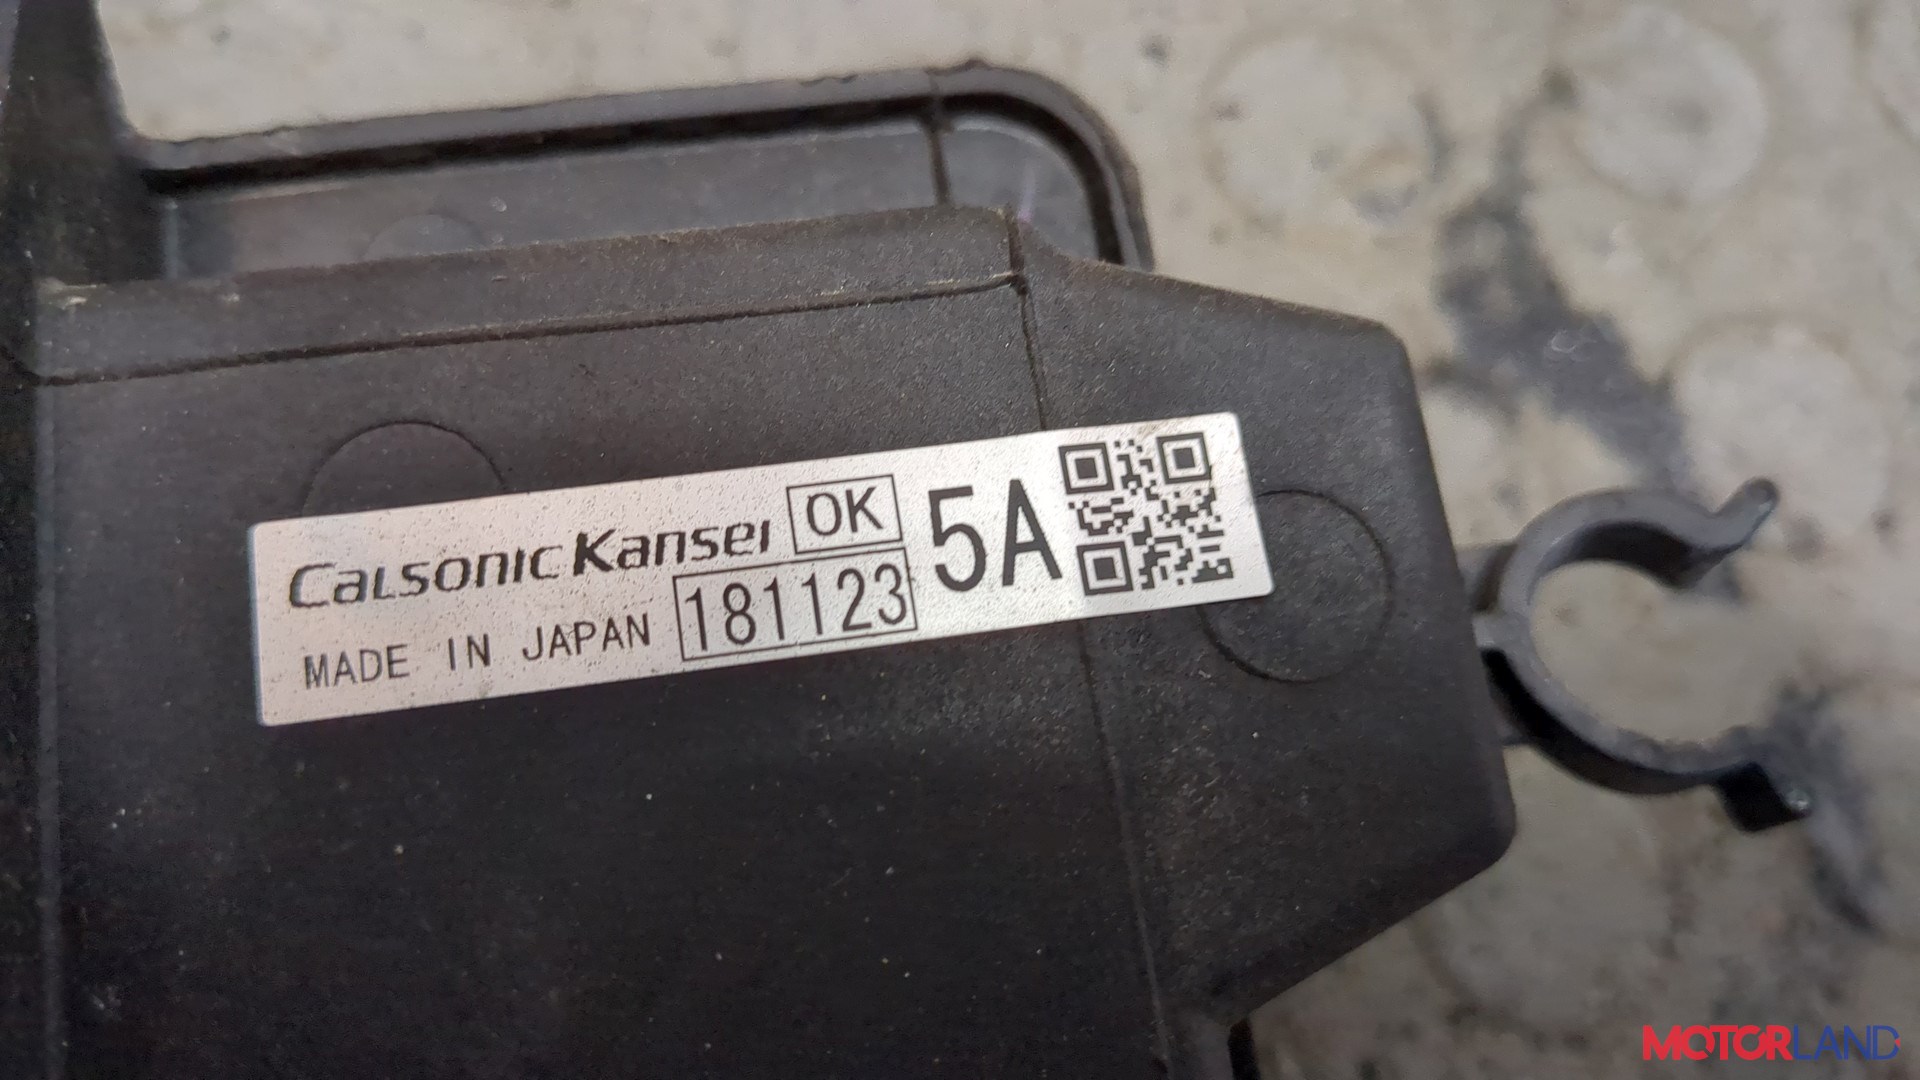 CalsonicKansei OK
MADE IN JAPAN 181123
5A
MOTORLAND